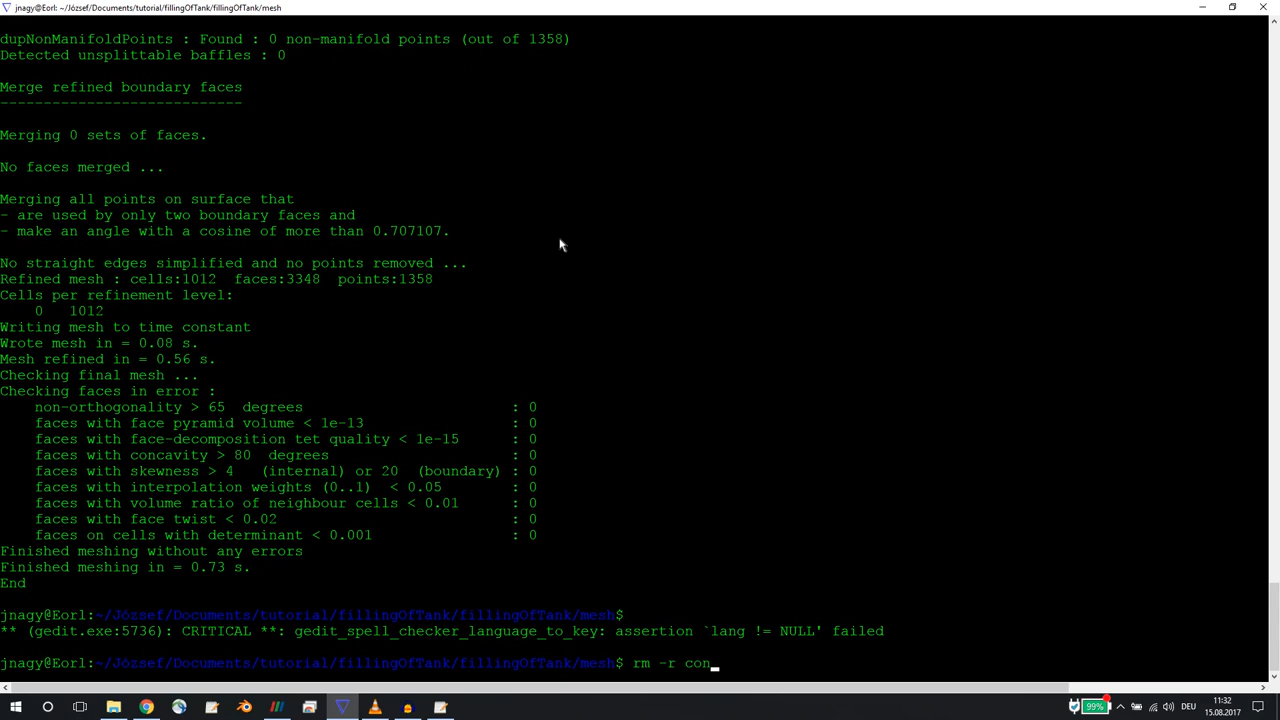 jnagy@Eorl:~/József/Documents/tutorial/fillingOfTank/fillingOfTank/mesh
dupNonManifoldPoints : Found : 0 non-manifold points (out of 1358)
Detected unsplittable baffles : 0
Merge refined boundary faces
----------------------------
Merging 0 sets of faces.
No faces merged ...
Merging all points on surface that
- are used by only two boundary faces and
- make an angle with a cosine of more than 0.707107.
No straight edges simplified and no points removed ...
Refined mesh : cells:1012  faces:3348  points:1358
Cells per refinement level:
    0   1012
Writing mesh to time constant
Wrote mesh in = 0.08 s.
Mesh refined in = 0.56 s.
Checking final mesh ...
Checking faces in error :
    non-orthogonality > 65  degrees                        : 0
    faces with face pyramid volume < 1e-13                 : 0
    faces with face-decomposition tet quality < 1e-15      : 0
    faces with concavity > 80  degrees                     : 0
    faces with skewness > 4   (internal) or 20  (boundary) : 0
    faces with interpolation weights (0..1)  < 0.05        : 0
    faces with volume ratio of neighbour cells < 0.01      : 0
    faces with face twist < 0.02                           : 0
    faces on cells with determinant < 0.001                : 0
Finished meshing without any errors
Finished meshing in = 0.73 s.
End
jnagy@Eorl:~/József/Documents/tutorial/fillingOfTank/fillingOfTank/mesh$
** (gedit.exe:5736): CRITICAL **: gedit_spell_checker_language_to_key: assertion `lang != NULL' failed
jnagy@Eorl:~/József/Documents/tutorial/fillingOfTank/fillingOfTank/mesh$ rm -r con
99%
DEU
11:32
15.08.2017